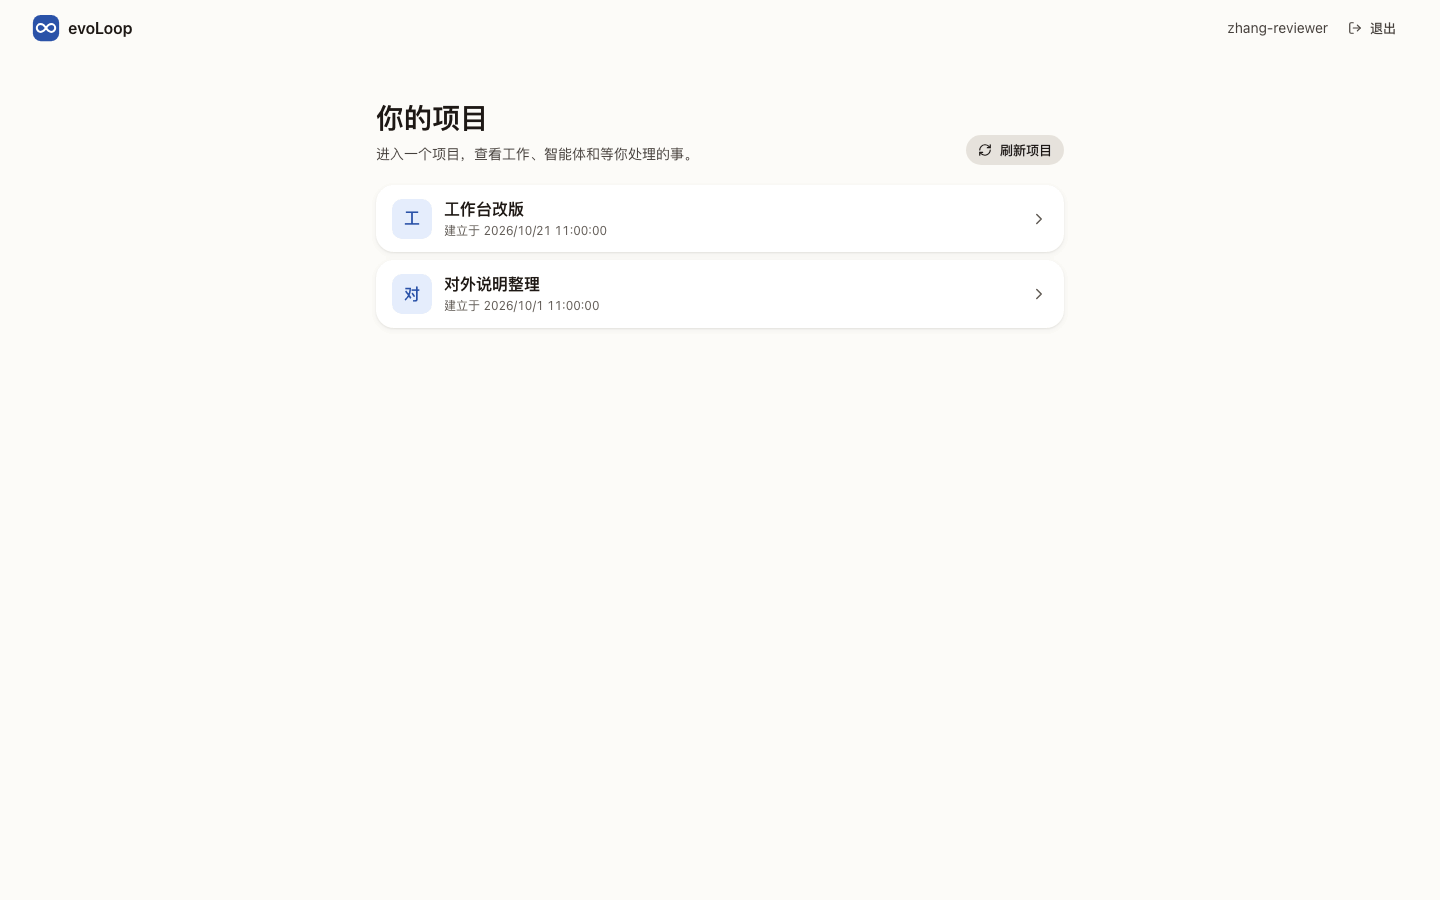 evoLoop
zhang-reviewer
退出
你的项目
进入一个项目，查看工作、智能体和等你处理的事。
刷新项目
工
工作台改版
建立于 2026/10/21 11:00:00
对
对外说明整理
建立于 2026/10/1 11:00:00